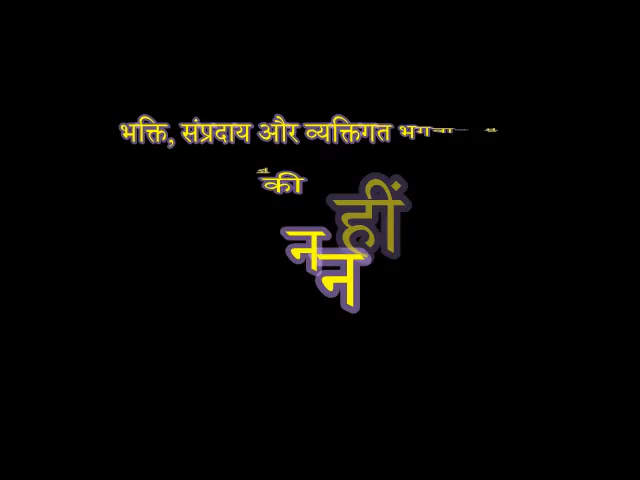 भक्ति, संप्रदाय और व्यक्तिगत
की
हीं
न
न